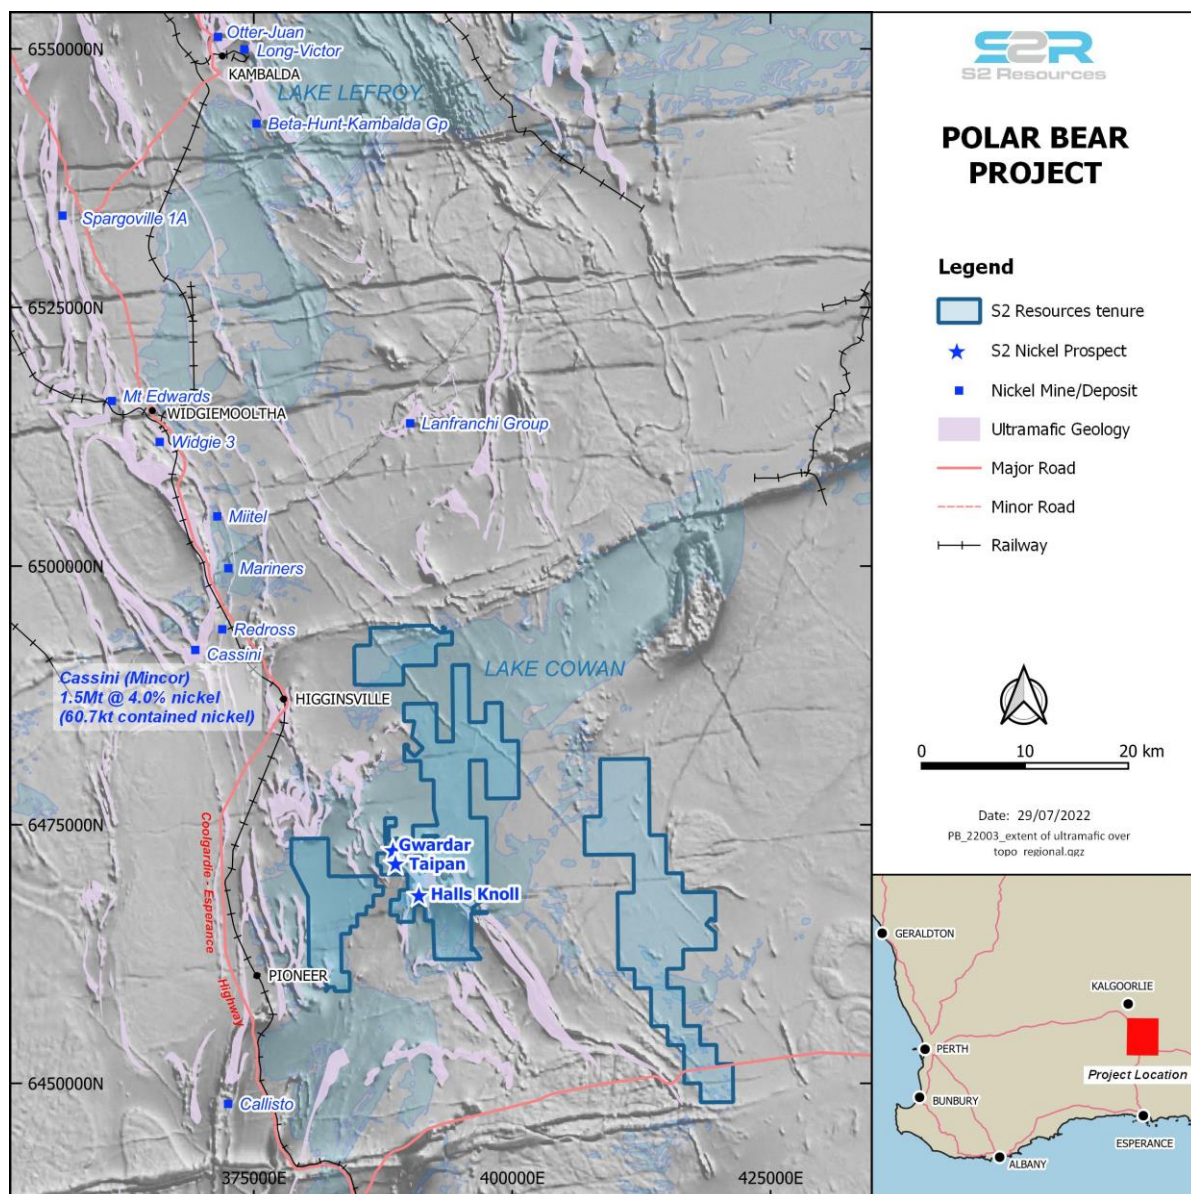 Otter-Juan
6550000N
Long-Victor
KAMBALDA
LAKE LEFROY
Beta-Hunt-Kambalda Gp
Spargoville 1A
6525000N
Mt Edwards
WIDGIEMOOLTHA
Lanfranchi Group
Widgie 3
Miitel
6500000N
Mariners
Redross
Cassini
LAKE COWAN
Cassini (Mincor)
1.5Mt @ 4.0% nickel
(60.7kt contained nickel)
HIGGINSVILLE
6475000N
Coolgardie - Esperance
Highway
Gwardar
Taipan
Halls Knoll
PIONEER
6450000N
Callisto
375000E
400000E
425000E
S2R
S2 Resources
POLAR BEAR
PROJECT
Legend
S2 Resources tenure
S2 Nickel Prospect
Nickel Mine/Deposit
Ultramafic Geology
Major Road
Minor Road
Railway
0 10 20 km
Date: 29/07/2022
PB_22003_extent of ultramafic over
topo_regional.qgz
GERALDTON
KALGOORLIE
PERTH
Project Location
BUNBURY
ESPERANCE
ALBANY